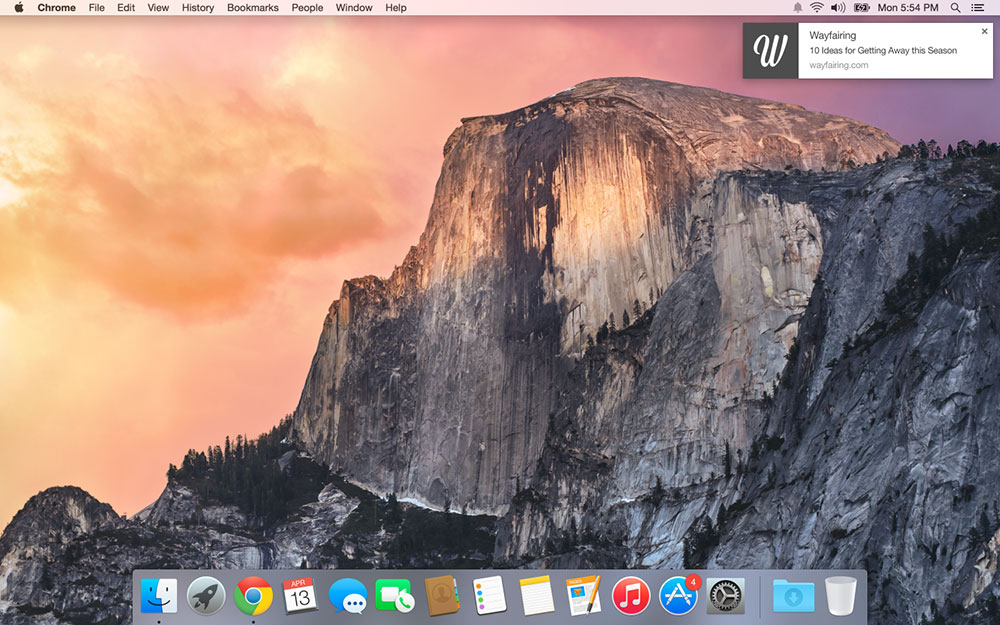 Chrome File Edit View History Bookmarks People Window Help Mon 5:54 PM
W Wayfairing
10 Ideas for Getting Away this Season
wayfairing.com
4
APR
13